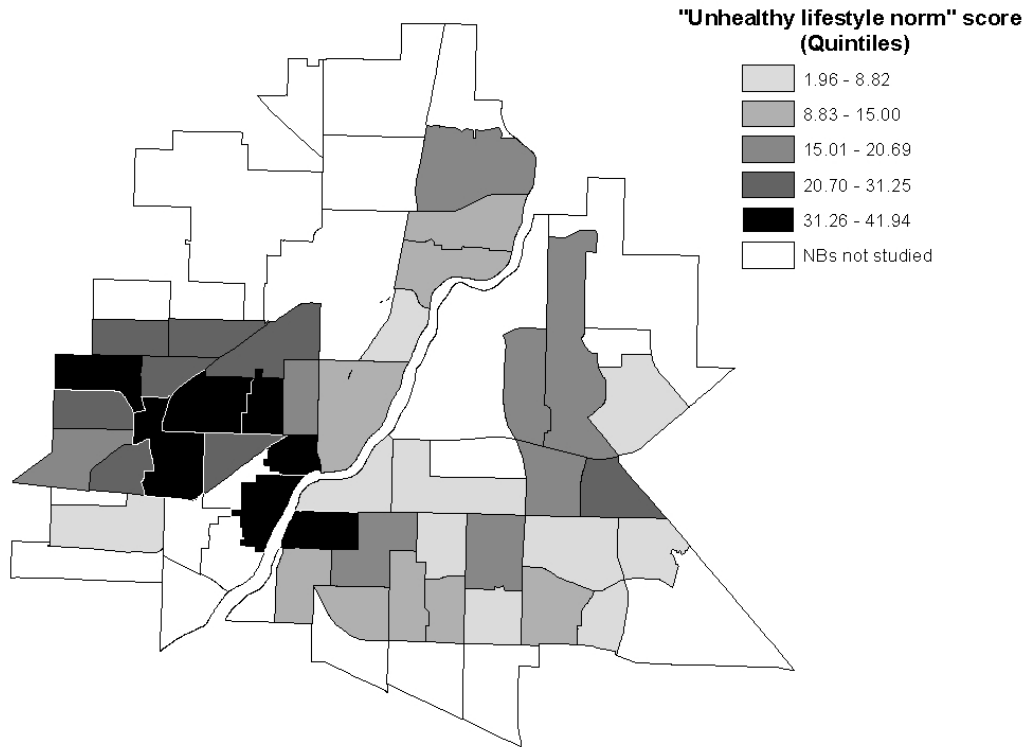 "Unhealthy lifestyle norm" score
(Quintiles)
1.96 - 8.82
8.83 - 15.00
15.01 - 20.69
20.70 - 31.25
31.26 - 41.94
NBs not studied